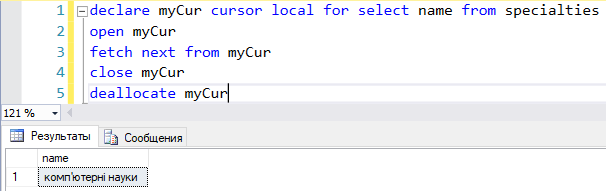 1 declare myCur cursor local for select name from specialties
2 open myCur
3 fetch next from myCur
4 close myCur
5 deallocate myCur
121 %
Результаты Сообщения
name
1 комп'ютерні науки